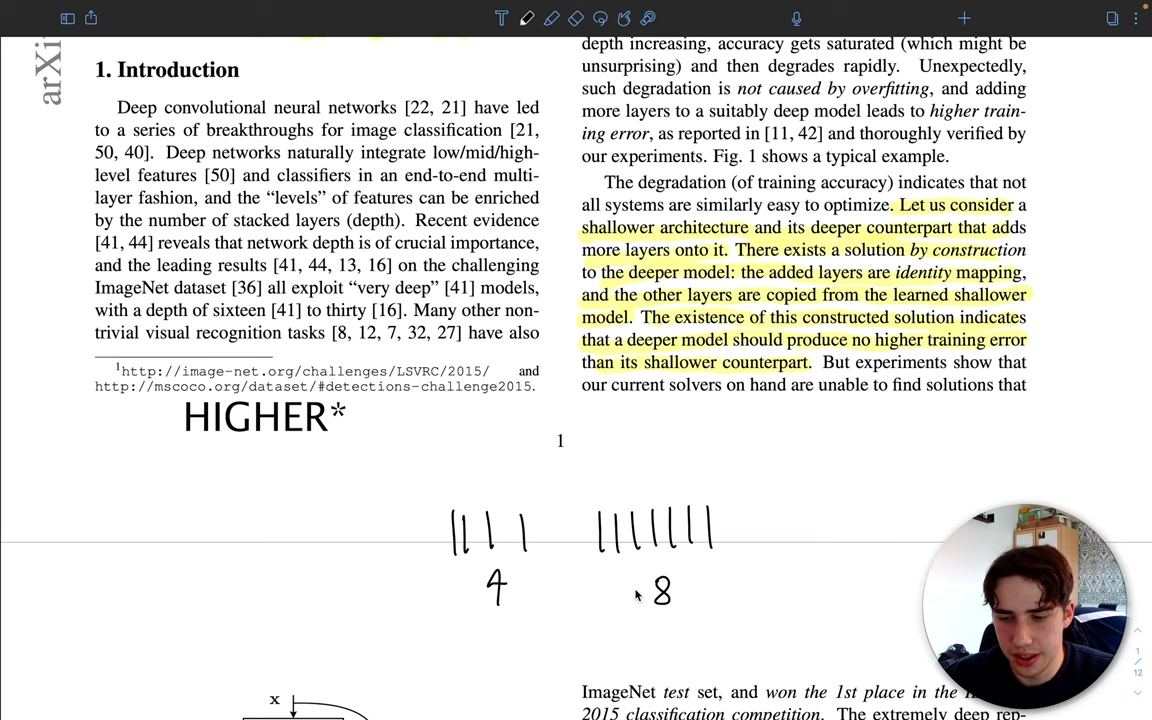 arXi
1. Introduction
Deep convolutional neural networks [22, 21] have led
to a series of breakthroughs for image classification [21,
50, 40]. Deep networks naturally integrate low/mid/high-
level features [50] and classifiers in an end-to-end multi-
layer fashion, and the “levels” of features can be enriched
by the number of stacked layers (depth). Recent evidence
[41, 44] reveals that network depth is of crucial importance,
and the leading results [41, 44, 13, 16] on the challenging
ImageNet dataset [36] all exploit “very deep” [41] models,
with a depth of sixteen [41] to thirty [16]. Many other non-
trivial visual recognition tasks [8, 12, 7, 32, 27] have also
1http://image-net.org/challenges/LSVRC/2015/ and
http://mscoco.org/dataset/#detections-challenge2015.
HIGHER*
depth increasing, accuracy gets saturated (which might be
unsurprising) and then degrades rapidly. Unexpectedly,
such degradation is not caused by overfitting, and adding
more layers to a suitably deep model leads to higher train-
ing error, as reported in [11, 42] and thoroughly verified by
our experiments. Fig. 1 shows a typical example.
The degradation (of training accuracy) indicates that not
all systems are similarly easy to optimize. Let us consider a
shallower architecture and its deeper counterpart that adds
more layers onto it. There exists a solution by construction
to the deeper model: the added layers are identity mapping,
and the other layers are copied from the learned shallower
model. The existence of this constructed solution indicates
that a deeper model should produce no higher training error
than its shallower counterpart. But experiments show that
our current solvers on hand are unable to find solutions that
1
4
8
x
ImageNet test set, and won the 1st place in the
2015 classification competition. The extremely deep rep-
1
/
12